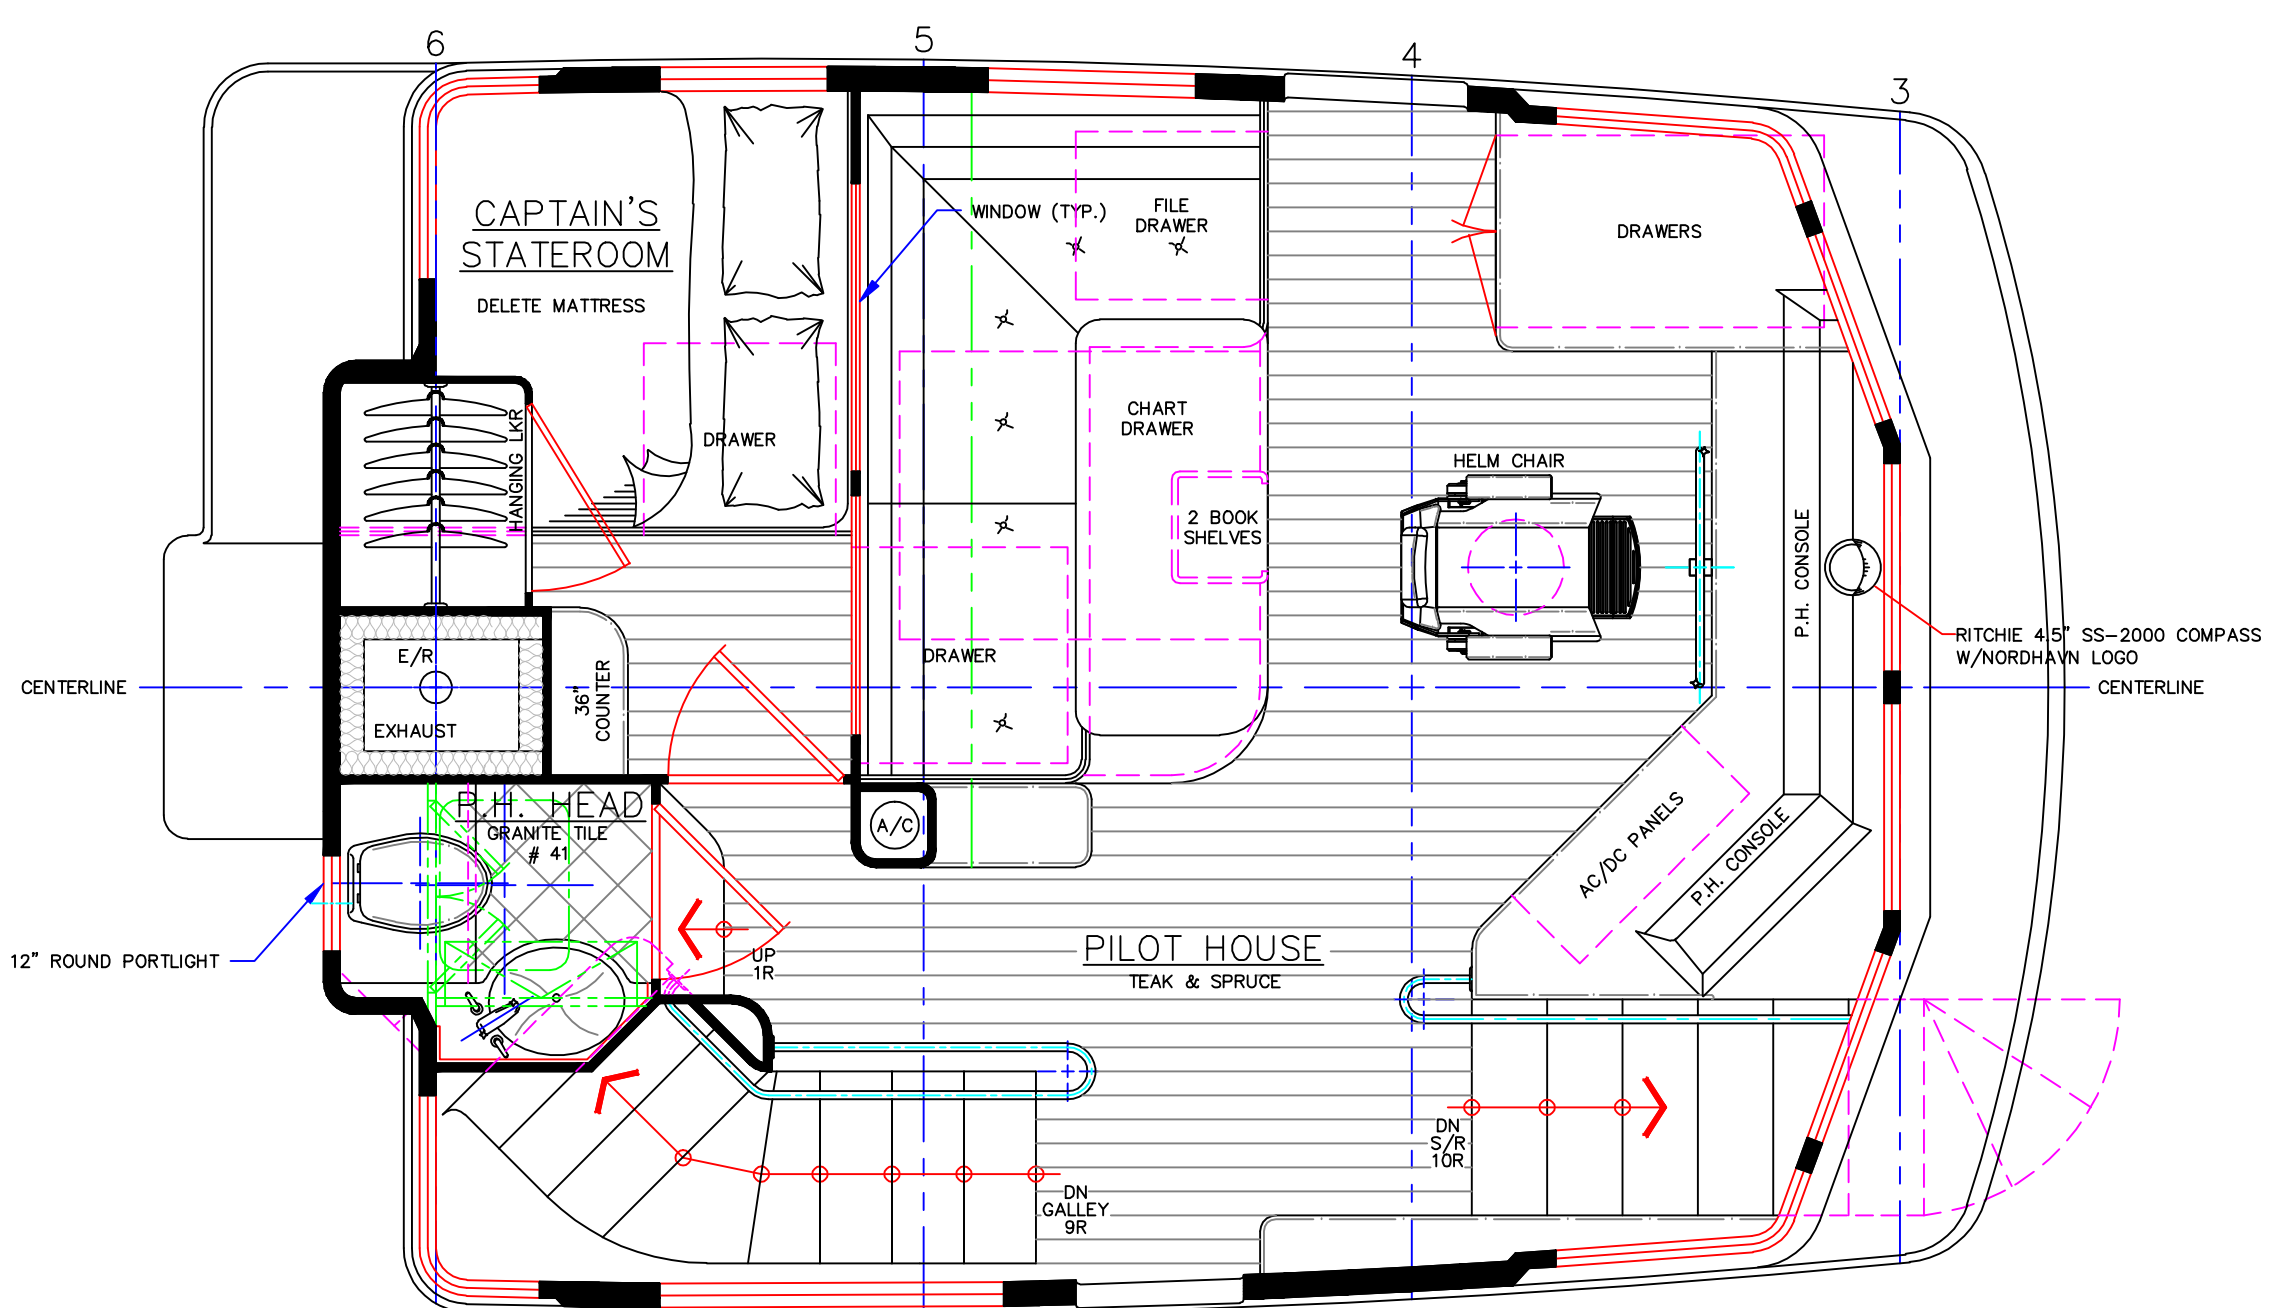 6
5
4
3
CAPTAIN'S
STATEROOM
DELETE MATTRESS
WINDOW (TYP.)
FILE
DRAWER
DRAWERS
HANGING LKR
DRAWER
CHART
DRAWER
2 BOOK
SHELVES
HELM CHAIR
P.H. CONSOLE
RITCHIE 4.5" SS-2000 COMPASS
W/NORDHAVN LOGO
CENTERLINE
E/R
EXHAUST
36"
COUNTER
DRAWER
CENTERLINE
P.H. HEAD
GRANITE TILE
# 41
A/C
AC/DC PANELS
P.H. CONSOLE
12" ROUND PORTLIGHT
UP
1R
PILOT HOUSE
TEAK & SPRUCE
DN
S/R
10R
DN
GALLEY
9R